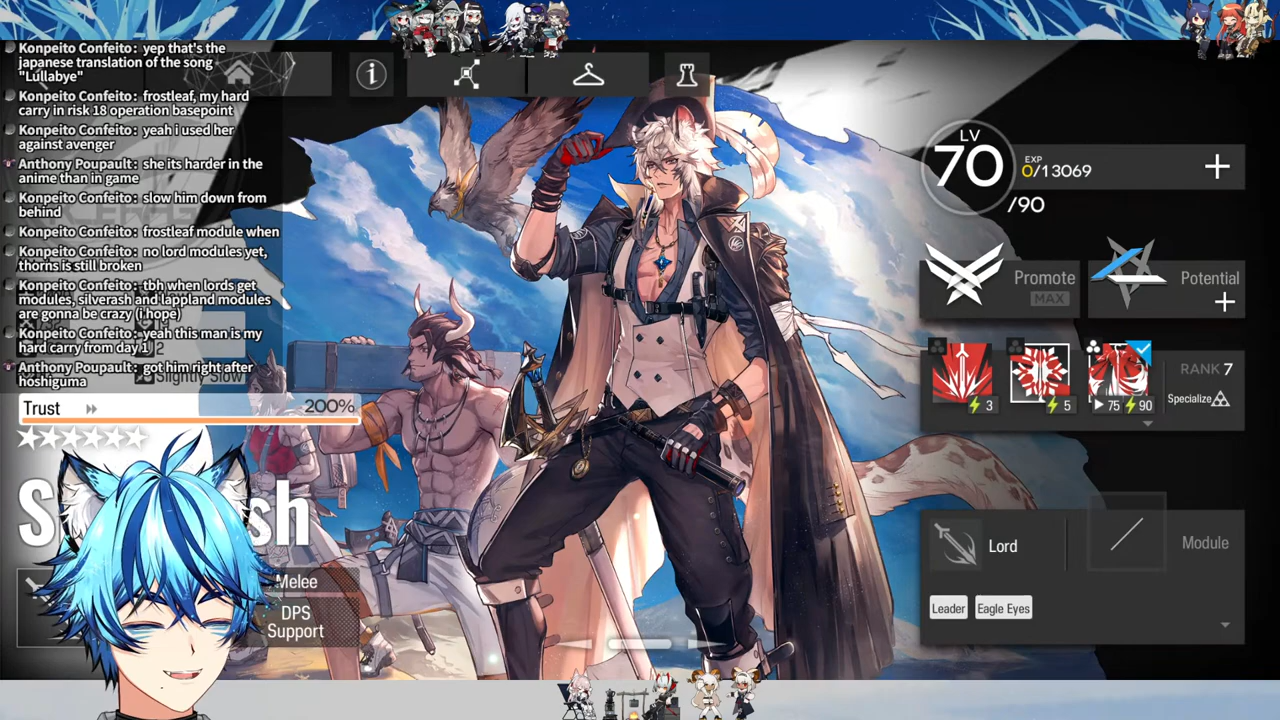 Konpeito Confeito: yep that's the
japanese translation of the song
"Lullabye"
Konpeito Confeito: frostleaf, my hard
carry in risk 18 operation basepoint
Konpeito Confeito: yeah i used her
against avenger
Anthony Poupault: she its harder in the
anime than in game
Konpeito Confeito: slow him down from
behind
Konpeito Confeito: frostleaf module when
Konpeito Confeito: no lord modules yet,
thorns is still broken
Konpeito Confeito: tbh when lords get
modules, silverash and lappland modules
are gonna be crazy (i hope)
Konpeito Confeito: yeah this man is my
hard carry from day 1
Anthony Poupault: got him right after
hoshiguma
2
Slightly Slow
Trust
200%
S
sh
Melee
DPS
Support
LV
70
/90
EXP
0/13069
+
Promote
MAX
Potential
+
3
5
75 90
RANK 7
Specialize
Lord
Module
Leader
Eagle Eyes